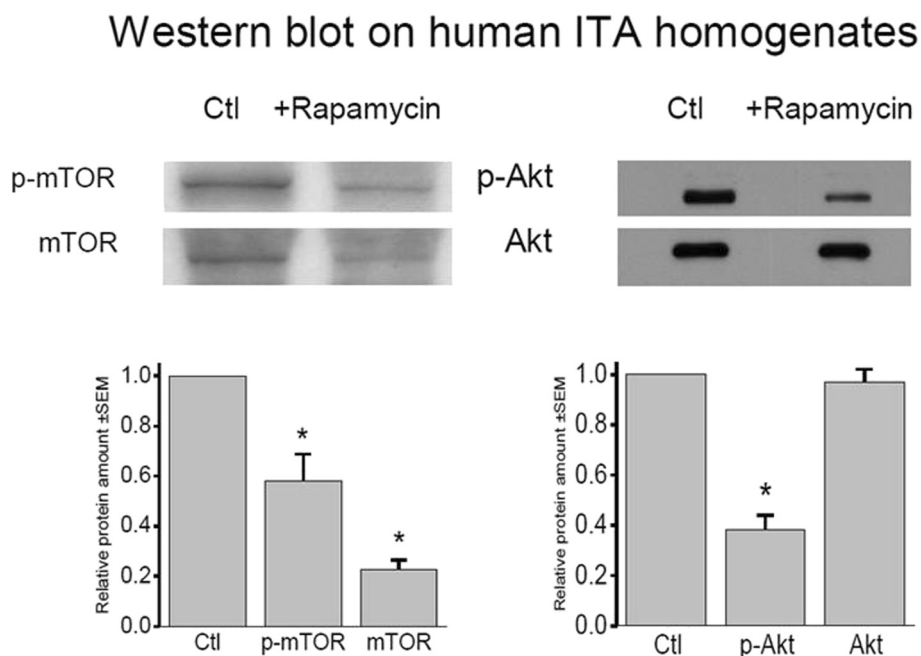 Western blot on human ITA homogenates
Ctl +Rapamycin
p-mTOR
mTOR
Ctl +Rapamycin
p-Akt
Akt
Relative protein amount ±SEM
1.0
0.8
0.6
0.4
0.2
0.0
*
*
Ctl p-mTOR mTOR
Relative protein amount ±SEM
1.0
0.8
0.6
0.4
0.2
0.0
*
Ctl p-Akt Akt